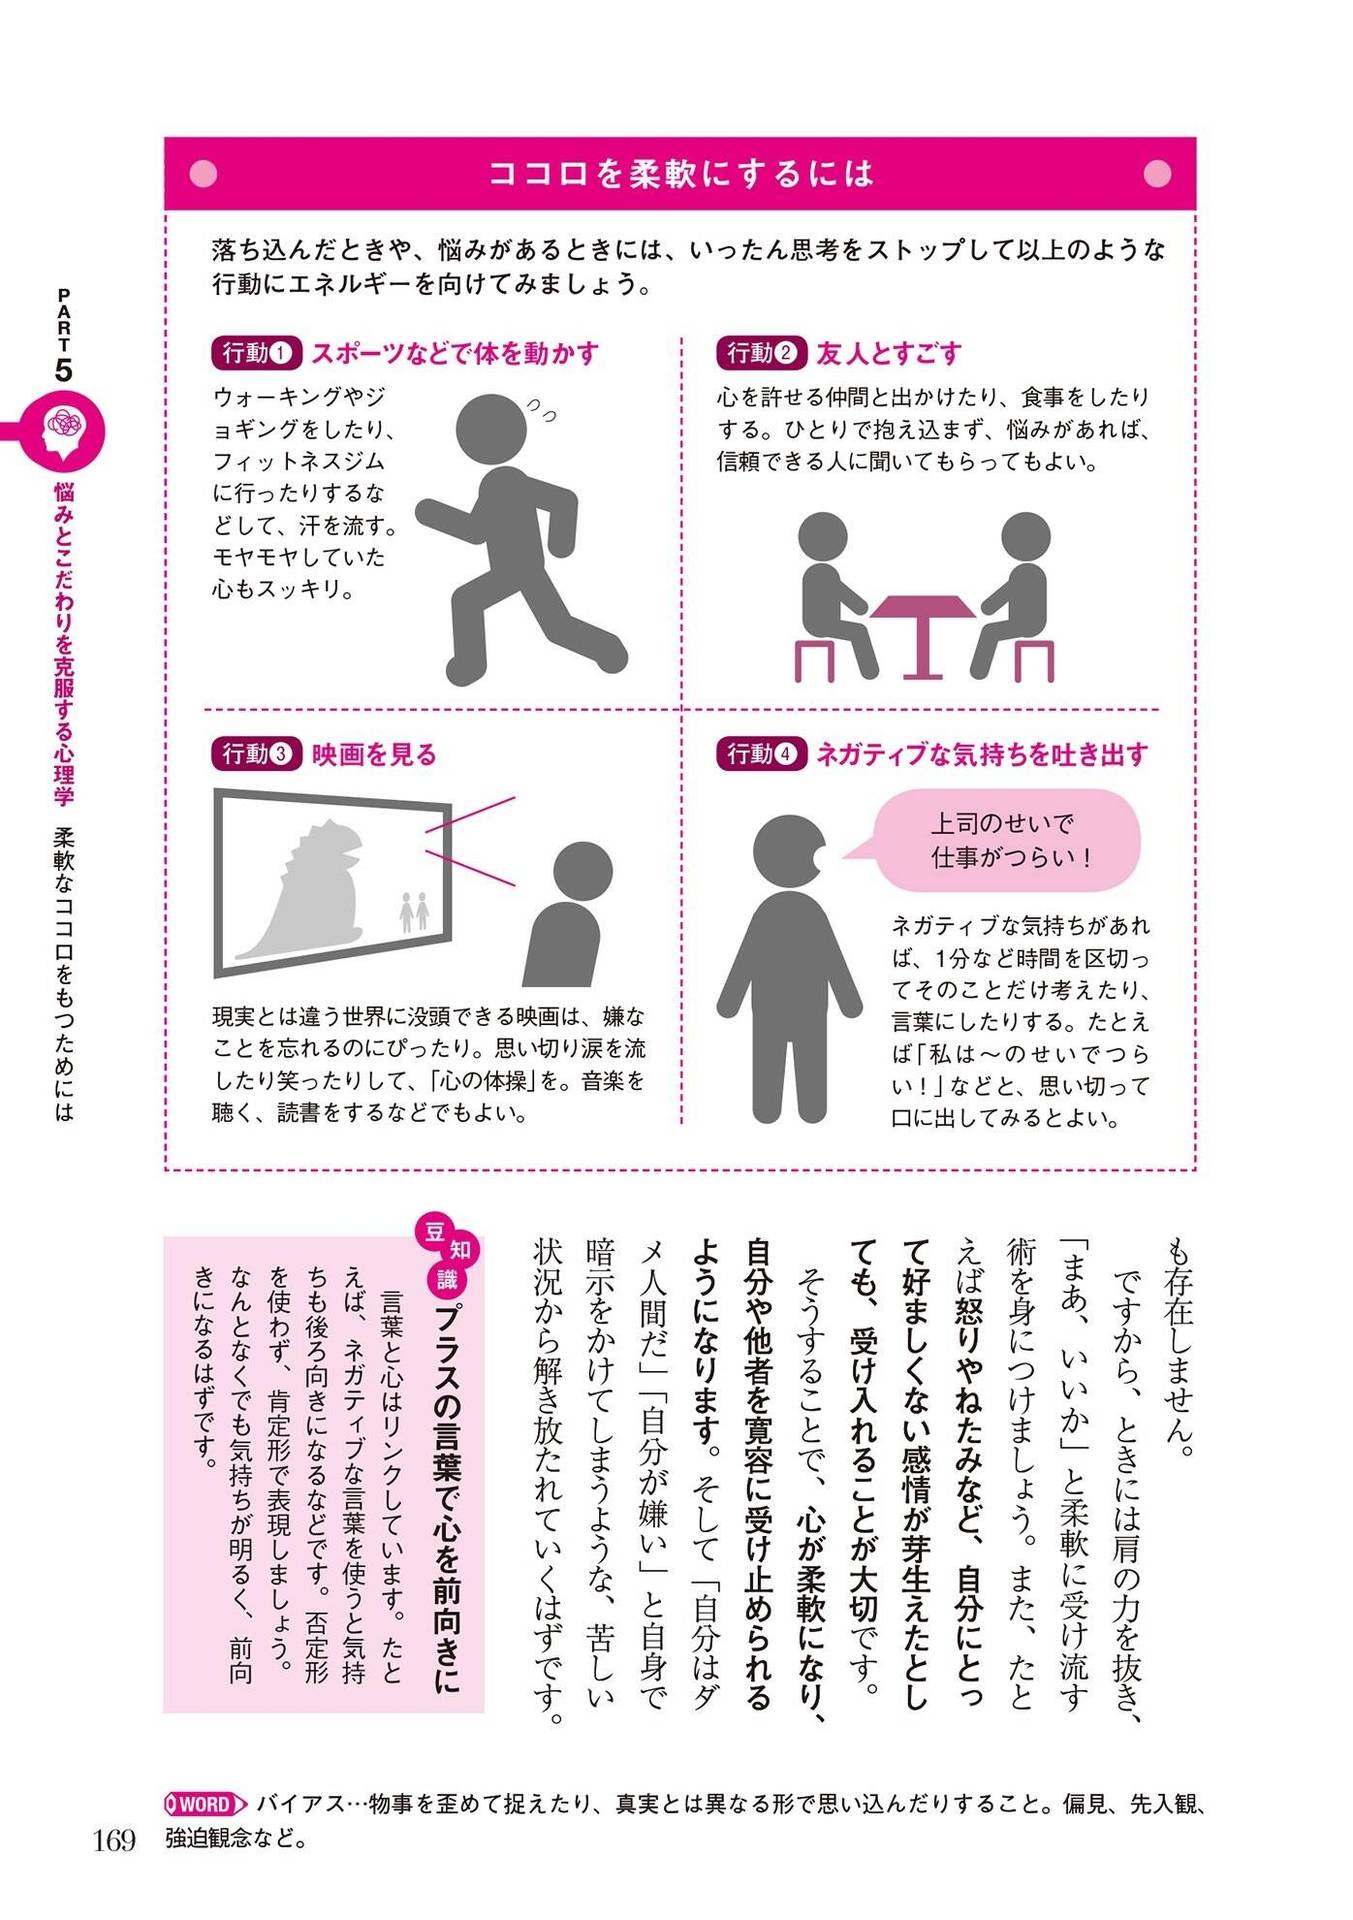 ココロを柔軟にするには
落ち込んだときや、悩みがあるときには、いったん思考をストップして以上のような
行動にエネルギーを向けてみましょう。
行動1 スポーツなどで体を動かす
ウォーキングやジ
ョギングをしたり、
フィットネスジム
に行ったりするな
どして、汗を流す。
モヤモヤしていた
心もスッキリ。
行動2 友人とすごす
心を許せる仲間と出かけたり、食事をしたり
する。ひとりで抱え込まず、悩みがあれば、
信頼できる人に聞いてもらってもよい。
行動3 映画を見る
現実とは違う世界に没頭できる映画は、嫌な
ことを忘れるのにぴったり。思い切り涙を流
したり笑ったりして、「心の体操」を。音楽を
聴く、読書をするなどでもよい。
行動4 ネガティブな気持ちを吐き出す
上司のせいで
仕事がつらい！
ネガティブな気持ちがあれ
ば、1分など時間を区切っ
てそのことだけ考えたり、
言葉にしたりする。たとえ
ば「私は〜のせいでつら
い！」などと、思い切って
口に出してみるとよい。
PART 5
悩みとこだわりを克服する心理学 柔軟なココロをもつためには
も存在しません。
ですから、ときには肩の力を抜き、
「まあ、いいか」と柔軟に受け流す
術を身につけましょう。また、たと
えば怒りやねたみなど、自分にとっ
て好ましくない感情が芽生えたとし
ても、受け入れることが大切です。
そうすることで、心が柔軟になり、
自分や他者を寛容に受け止められる
ようになります。そして「自分はダ
メ人間だ」「自分が嫌い」と自身で
暗示をかけてしまうような、苦しい
状況から解き放たれていくはずです。
豆知識
プラスの言葉で心を前向きに
言葉と心はリンクしています。たと
えば、ネガティブな言葉を使うと気持
ちも後ろ向きになるなどです。否定形
を使わず、肯定形で表現しましょう。
なんとなくでも気持ちが明るく、前向
きになるはずです。
WORD バイアス…物事を歪めて捉えたり、真実とは異なる形で思い込んだりすること。偏見、先入観、
強迫観念など。
169